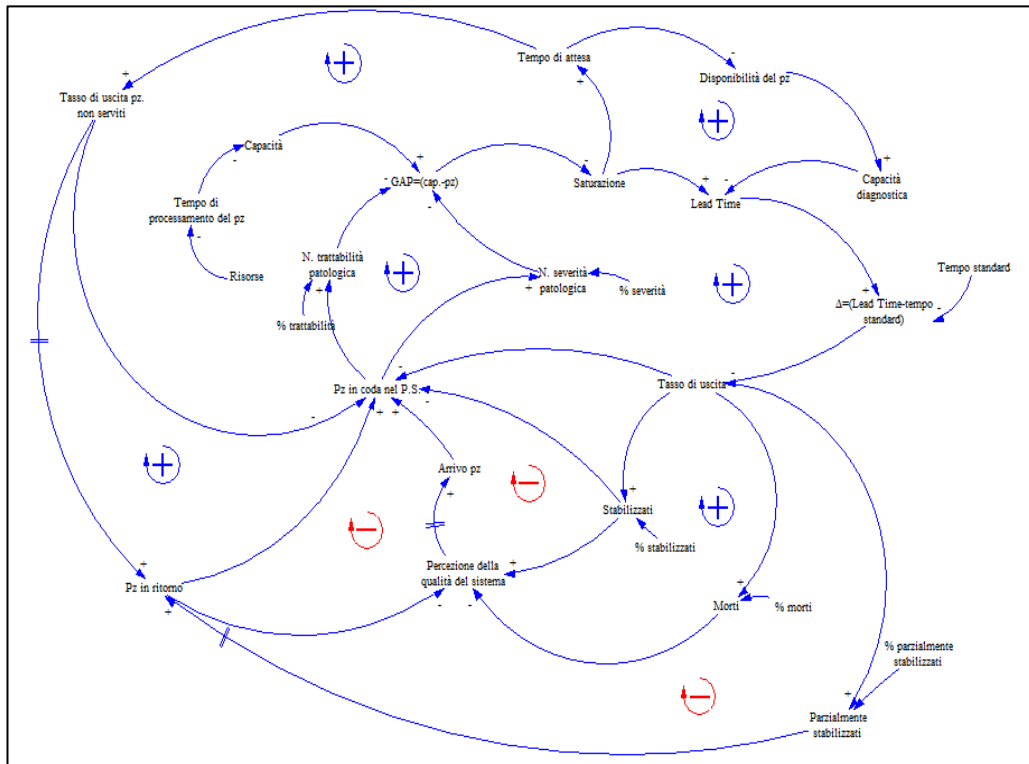 Tempo di attesa
Disponibilità del pz
Tasso di uscita pz.
non serviti
Capacità
GAP=(cap.-pz)
Saturazione
Lead Time
Capacità
diagnostica
Tempo di
processamento del pz
Risorse
N. trattabilità
patologica
N. severità
patologica
% severità
Tempo standard
% trattabilità
Δ=(Lead Time-tempo
standard)
Pz in coda nel P.S.
Tasso di uscita
Arrivo pz
Stabilizzati
% stabilizzati
Percezione della
qualità del sistema
Pz in ritorno
Morti
% morti
% parzialmente
stabilizzati
Parzialmente
stabilizzati